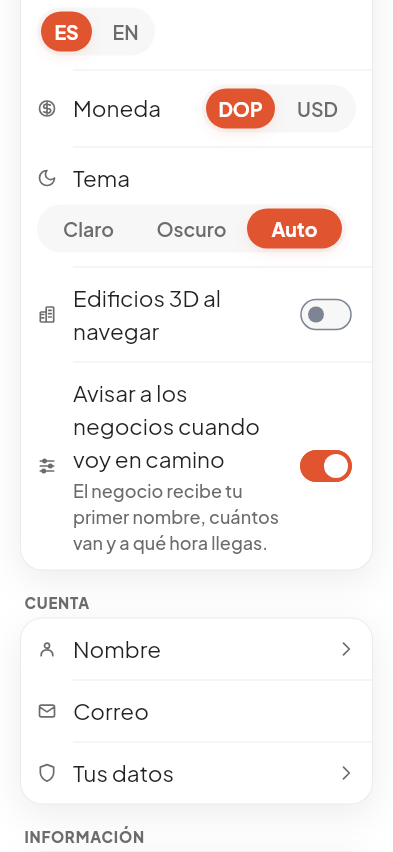 ES EN
Moneda DOP USD
Tema
Claro Oscuro Auto
Edificios 3D al
navegar
Avisar a los
negocios cuando
voy en camino
El negocio recibe tu
primer nombre, cuántos
van y a qué hora llegas.
CUENTA
Nombre
Correo
Tus datos
INFORMACIÓN